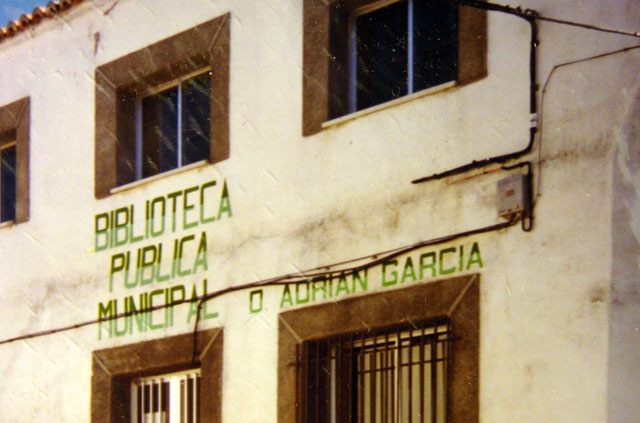 BIBLIOTECA
PUBLICA
MUNICIPAL D. ADRIAN GARCIA